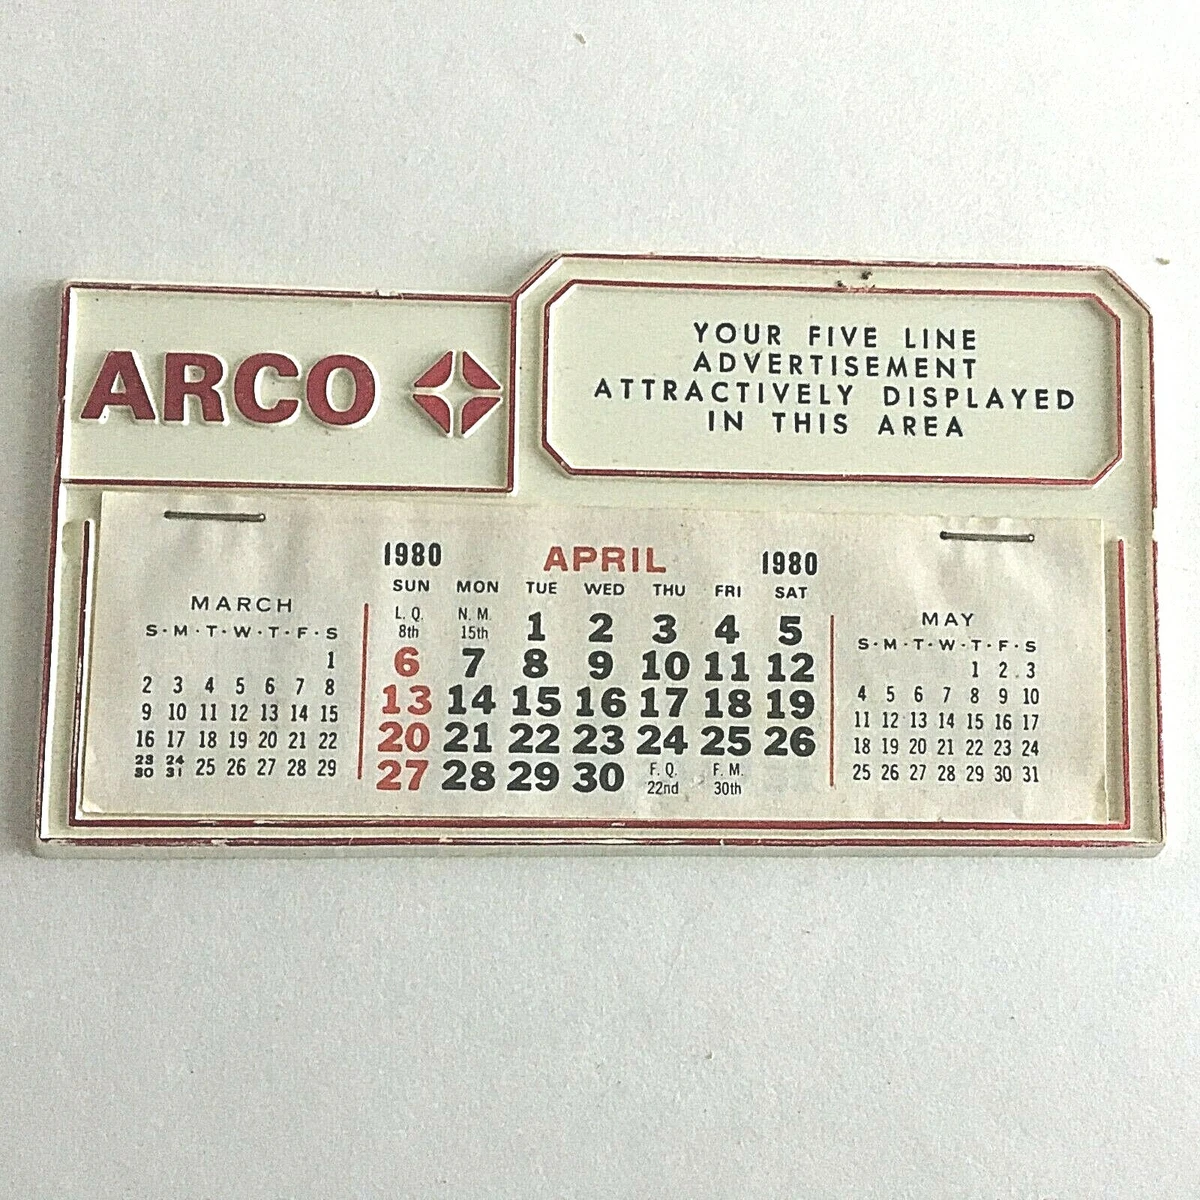 ARCO
YOUR FIVE LINE
ADVERTISEMENT
ATTRACTIVELY DISPLAYED
IN THIS AREA
MARCH
S·M·T·W·T·F·S
1
2 3 4 5 6 7 8
9 10 11 12 13 14 15
16 17 18 19 20 21 22
23 24 25 26 27 28 29
30 31
1980 APRIL 1980
SUN MON TUE WED THU FRI SAT
L. Q. 8th N. M. 15th 1 2 3 4 5
6 7 8 9 10 11 12
13 14 15 16 17 18 19
20 21 22 23 24 25 26
27 28 29 30 F. Q. 22nd F. M. 30th
MAY
S·M·T·W·T·F·S
1 2 3
4 5 6 7 8 9 10
11 12 13 14 15 16 17
18 19 20 21 22 23 24
25 26 27 28 29 30 31